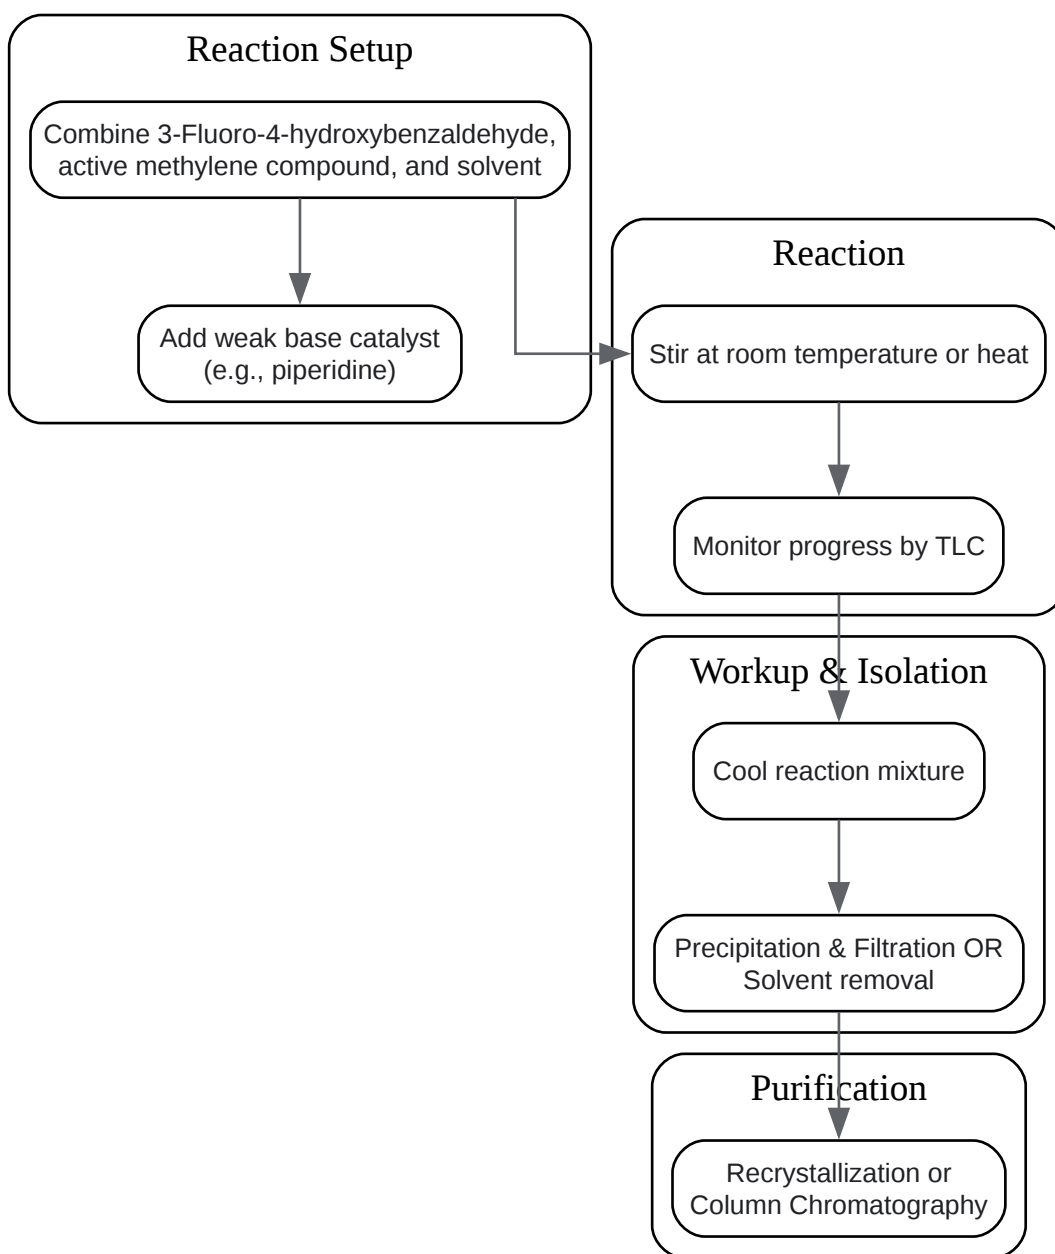 Reaction Setup
Combine 3-Fluoro-4-hydroxybenzaldehyde,
active methylene compound, and solvent
Add weak base catalyst
(e.g., piperidine)
Reaction
Stir at room temperature or heat
Monitor progress by TLC
Workup & Isolation
Cool reaction mixture
Precipitation & Filtration OR
Solvent removal
Purification
Recrystallization or
Column Chromatography